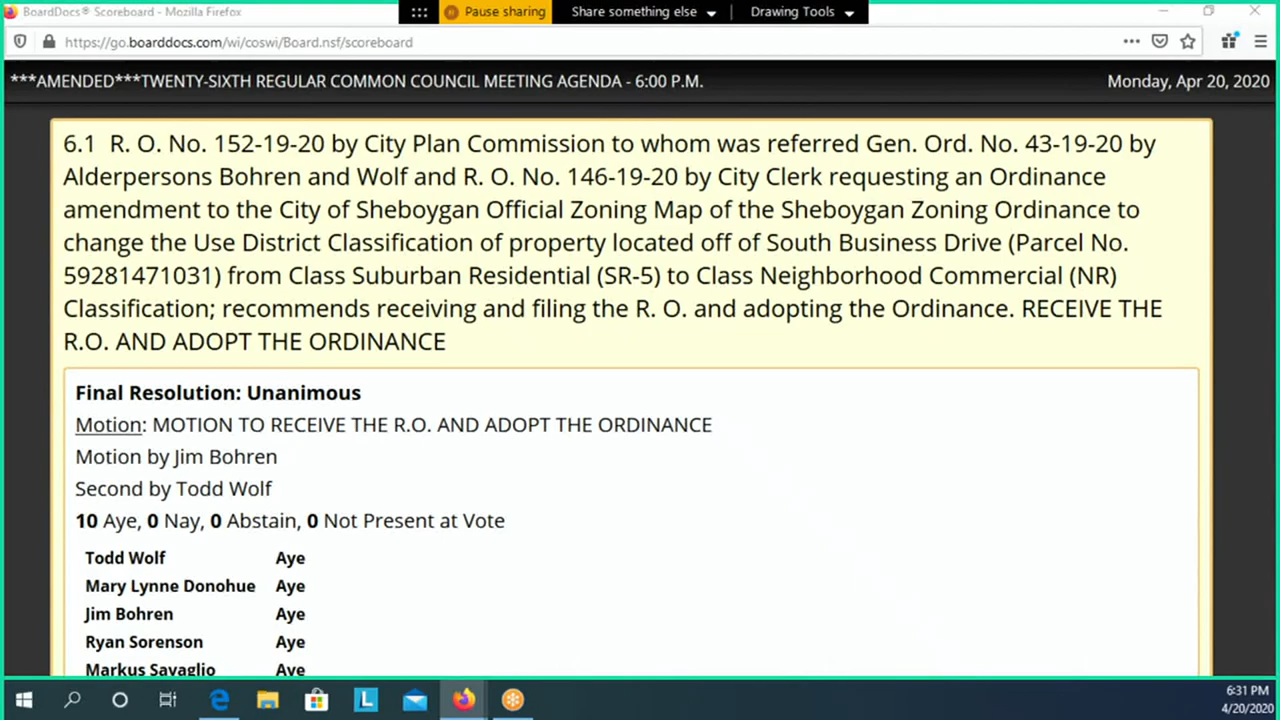 BoardDocs® Scoreboard - Mozilla Firefox
Pause sharing
Share something else
Drawing Tools
https://go.boarddocs.com/wi/coswi/Board.nsf/scoreboard
***AMENDED***TWENTY-SIXTH REGULAR COMMON COUNCIL MEETING AGENDA - 6:00 P.M.
Monday, Apr 20, 2020
6.1 R. O. No. 152-19-20 by City Plan Commission to whom was referred Gen. Ord. No. 43-19-20 by
Alderpersons Bohren and Wolf and R. O. No. 146-19-20 by City Clerk requesting an Ordinance
amendment to the City of Sheboygan Official Zoning Map of the Sheboygan Zoning Ordinance to
change the Use District Classification of property located off of South Business Drive (Parcel No.
59281471031) from Class Suburban Residential (SR-5) to Class Neighborhood Commercial (NR)
Classification; recommends receiving and filing the R. O. and adopting the Ordinance. RECEIVE THE
R.O. AND ADOPT THE ORDINANCE
Final Resolution: Unanimous
Motion: MOTION TO RECEIVE THE R.O. AND ADOPT THE ORDINANCE
Motion by Jim Bohren
Second by Todd Wolf
10 Aye, 0 Nay, 0 Abstain, 0 Not Present at Vote
Todd Wolf Aye
Mary Lynne Donohue Aye
Jim Bohren Aye
Ryan Sorenson Aye
Markus Savaglio Aye
L
6:31 PM
4/20/2020